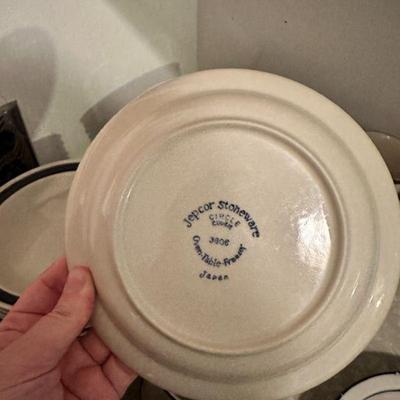 Jepcor Stoneware
CIRCLE
3806
Oven-Table-Freezer
Japan